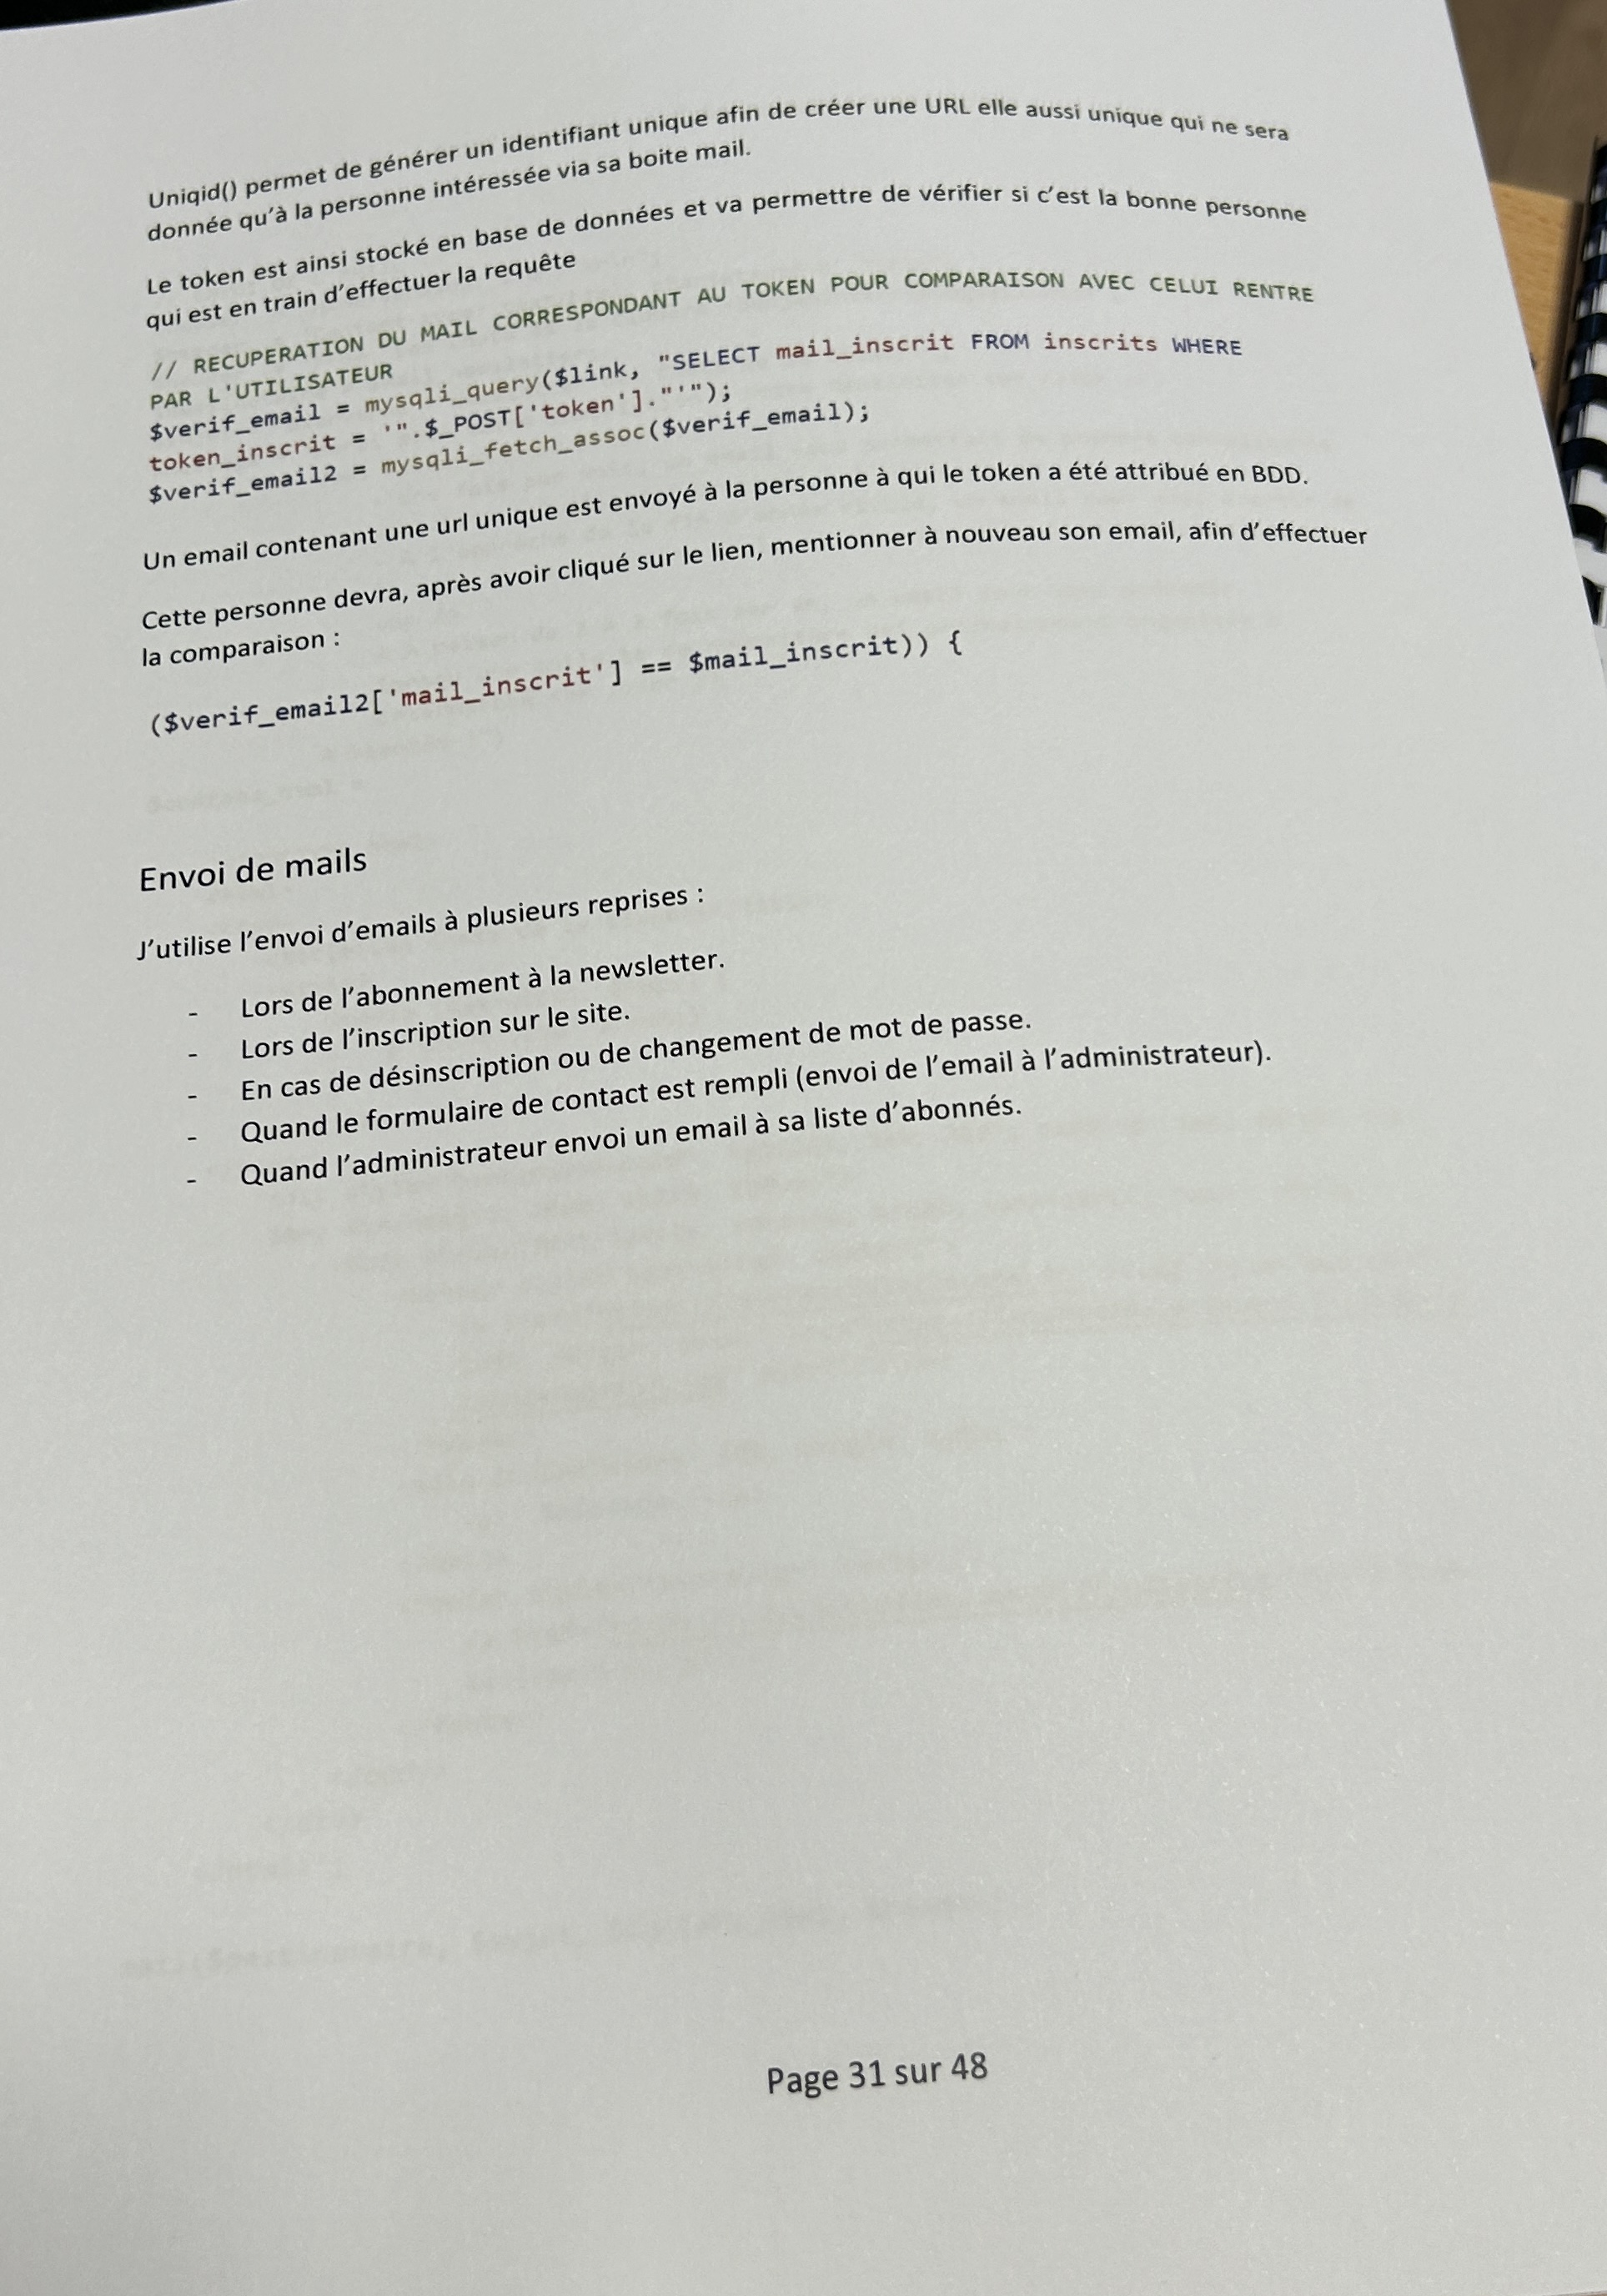 Uniqid() permet de générer un identifiant unique afin de créer une URL elle aussi unique qui ne sera
donnée qu'à la personne intéressée via sa boite mail.
Le token est ainsi stocké en base de données et va permettre de vérifier si c'est la bonne personne
qui est en train d'effectuer la requête
// RECUPERATION DU MAIL CORRESPONDANT AU TOKEN POUR COMPARAISON AVEC CELUI RENTRE
PAR L'UTILISATEUR
$verif_email = mysqli_query($link, "SELECT mail_inscrit FROM inscrits WHERE
token_inscrit = '".$_POST['token']."'");
$verif_email2 = mysqli_fetch_assoc($verif_email);
Un email contenant une url unique est envoyé à la personne à qui le token a été attribué en BDD.
Cette personne devra, après avoir cliqué sur le lien, mentionner à nouveau son email, afin d'effectuer
la comparaison :
($verif_email2['mail_inscrit'] == $mail_inscrit)) {
Envoi de mails
J'utilise l'envoi d'emails à plusieurs reprises :
- Lors de l'abonnement à la newsletter.
- Lors de l'inscription sur le site.
- En cas de désinscription ou de changement de mot de passe.
- Quand le formulaire de contact est rempli (envoi de l'email à l'administrateur).
- Quand l'administrateur envoi un email à sa liste d'abonnés.
Page 31 sur 48